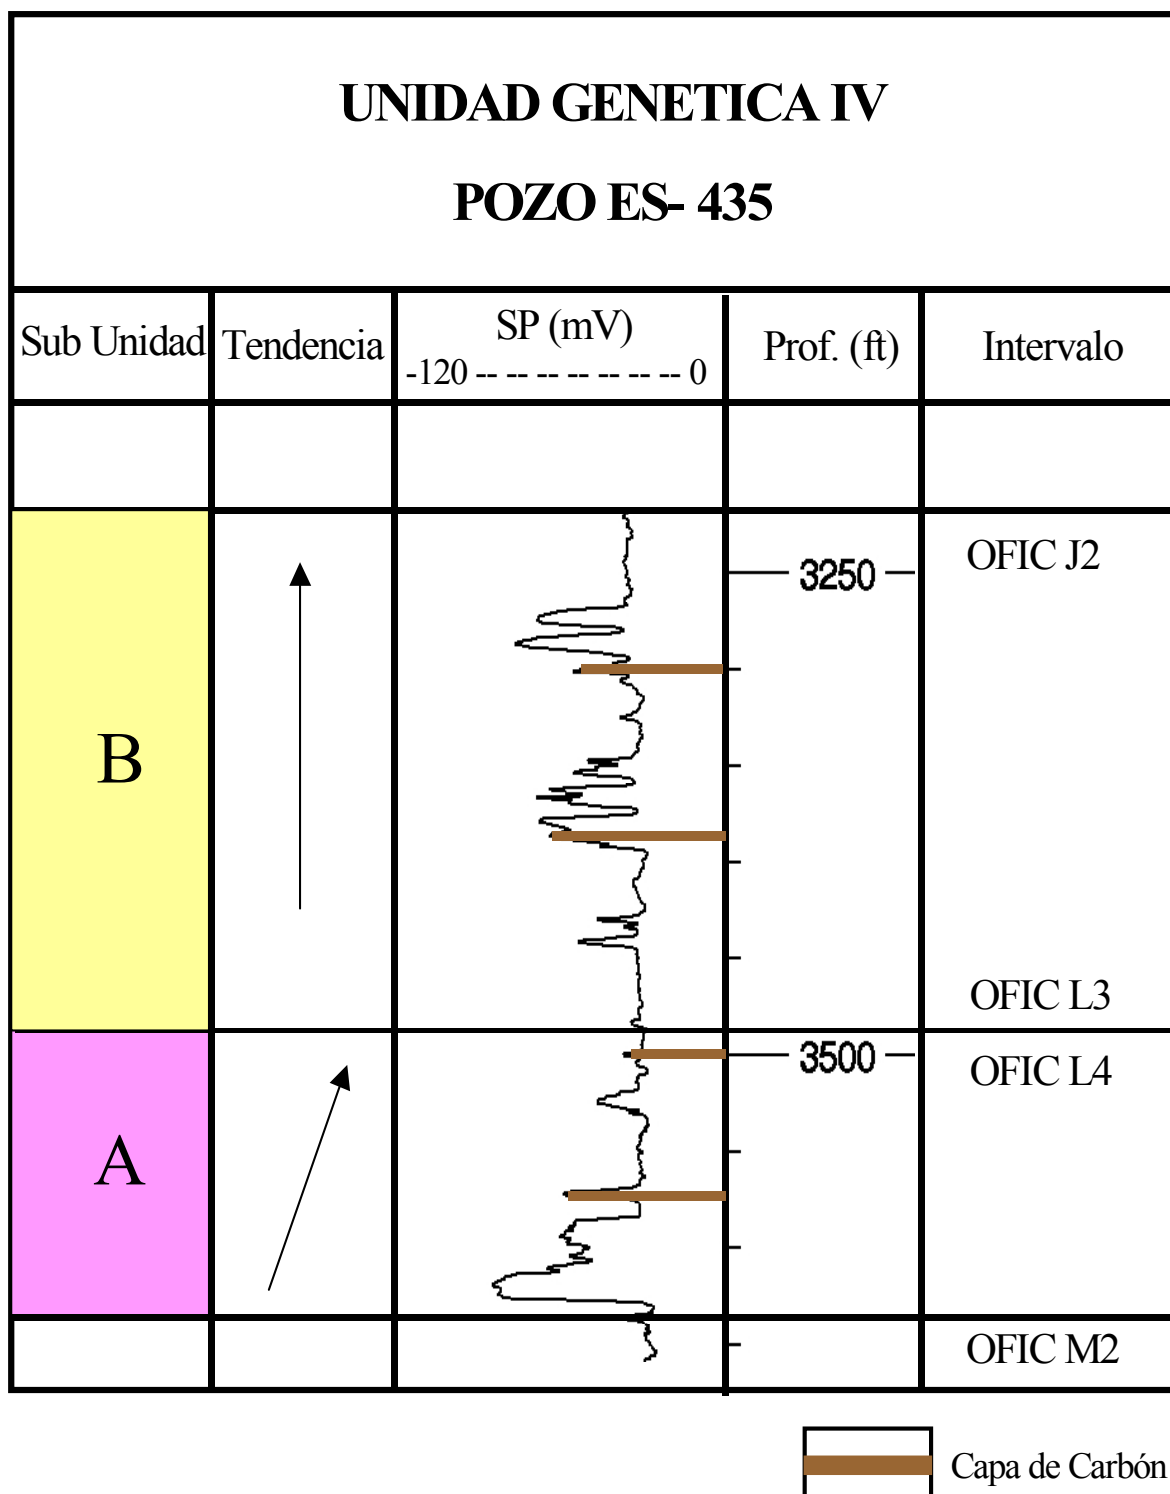 UNIDAD GENETICA IV
POZO ES- 435
Sub Unidad Tendencia SP (mV) Prof. (ft) Intervalo
-120 -- -- -- -- -- -- -- 0
OFIC J2
3250
B
OFIC L3
3500
OFIC L4
A
OFIC M2
Capa de Carbón